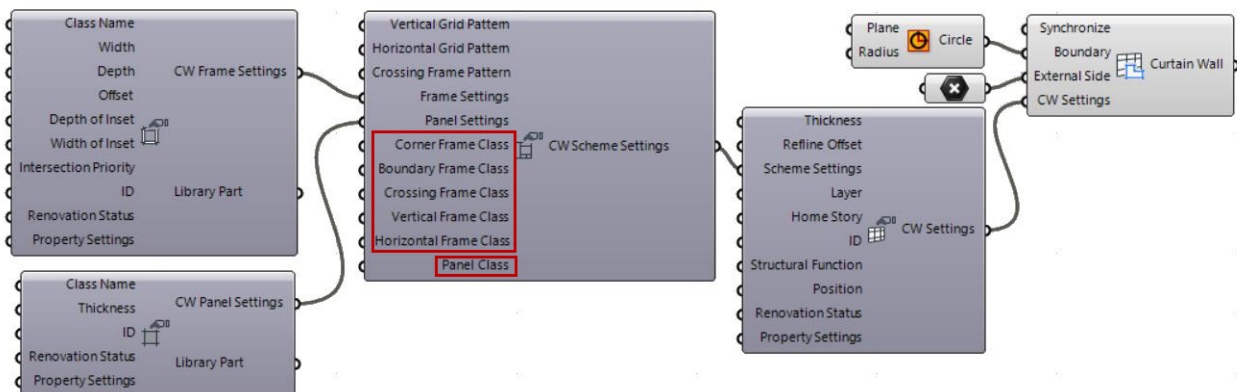 Class Name
Width
Depth
Offset
Depth of Inset
Width of Inset
Intersection Priority
ID
Renovation Status
Property Settings
CW Frame Settings
Library Part
Class Name
Thickness
ID
Renovation Status
Property Settings
CW Panel Settings
Library Part
Vertical Grid Pattern
Horizontal Grid Pattern
Crossing Frame Pattern
Frame Settings
Panel Settings
Corner Frame Class
Boundary Frame Class
Crossing Frame Class
Vertical Frame Class
Horizontal Frame Class
Panel Class
CW Scheme Settings
Plane
Radius
Circle
Thickness
Refline Offset
Scheme Settings
Layer
Home Story
ID
Structural Function
Position
Renovation Status
Property Settings
CW Settings
Synchronize
Boundary
External Side
CW Settings
Curtain Wall